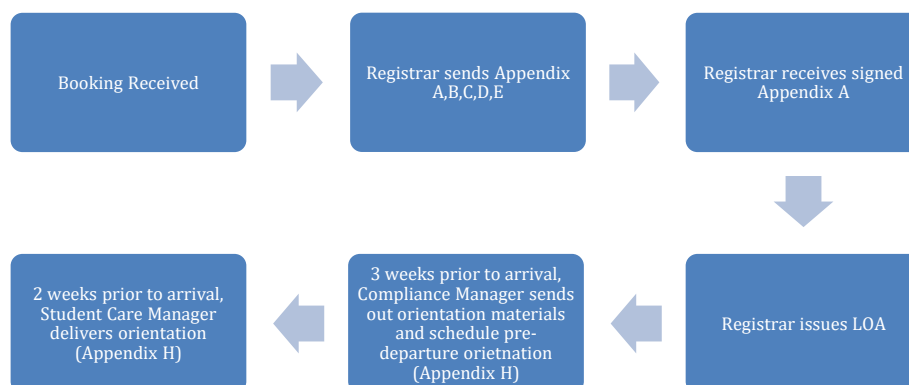 Booking Received
Registrar sends Appendix
A,B,C,D,E
Registrar receives signed
Appendix A
Registrar issues LOA
3 weeks prior to arrival,
Compliance Manager sends
out orientation materials
and schedule pre-
departure orietnation
(Appendix H)
2 weeks prior to arrival,
Student Care Manager
delivers orientation
(Appendix H)